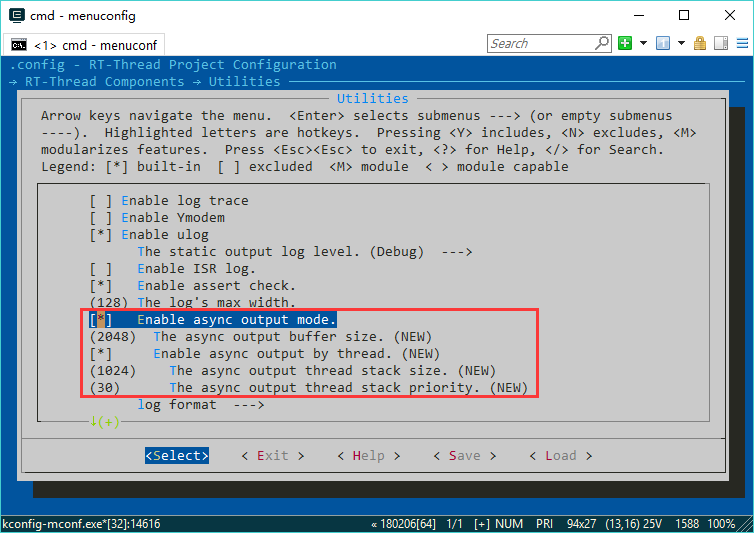 cmd - menuconfig
<1> cmd - menuconf
Search
.config - RT-Thread Project Configuration
→ RT-Thread Components → Utilities
Utilities
Arrow keys navigate the menu.  <Enter> selects submenus ---> (or empty submenus
----).  Highlighted letters are hotkeys.  Pressing <Y> includes, <N> excludes, <M>
modularizes features.  Press <Esc><Esc> to exit, <?> for Help, </> for Search.
Legend: [*] built-in  [ ] excluded  <M> module  < > module capable
[ ] Enable log trace
[ ] Enable Ymodem
[*] Enable ulog
The static output log level. (Debug)  --->
[ ]   Enable ISR log.
[*]   Enable assert check.
(128) The log's max width.
[*]   Enable async output mode.
(2048)  The async output buffer size. (NEW)
[*]     Enable async output by thread. (NEW)
(1024)    The async output thread stack size. (NEW)
(30)      The async output thread stack priority. (NEW)
log format  --->
↓(+)
<Select>    < Exit >    < Help >    < Save >    < Load >
kconfig-mconf.exe*[32]:14616    « 180206[64]  1/1  [+] NUM  PRI  94x27  (13,16) 25V  1588  100%